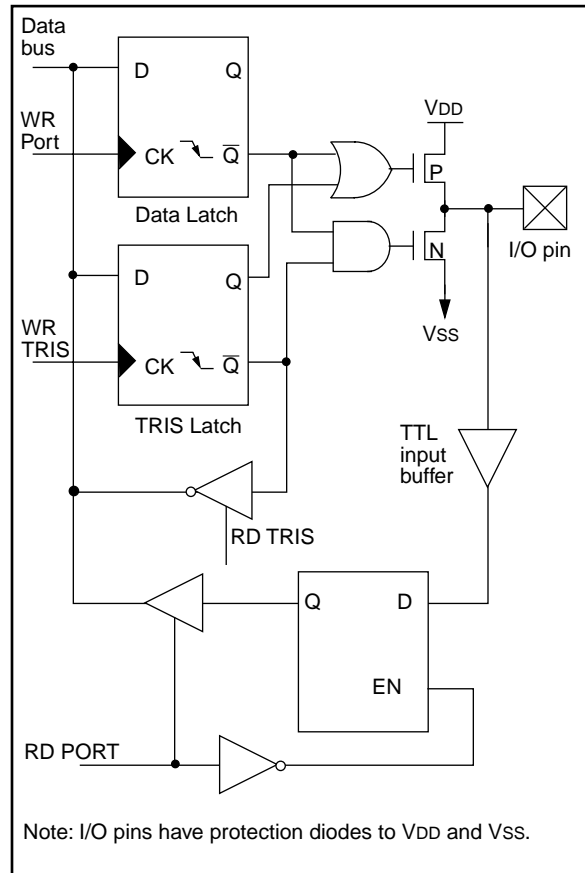 Data
bus
D
Q
WR
Port
CK
Q
Data Latch
VDD
P
N
I/O pin
VSS
D
Q
WR
TRIS
CK
Q
TRIS Latch
TTL
input
buffer
RD TRIS
Q
D
EN
RD PORT
Note: I/O pins have protection diodes to VDD and VSS.